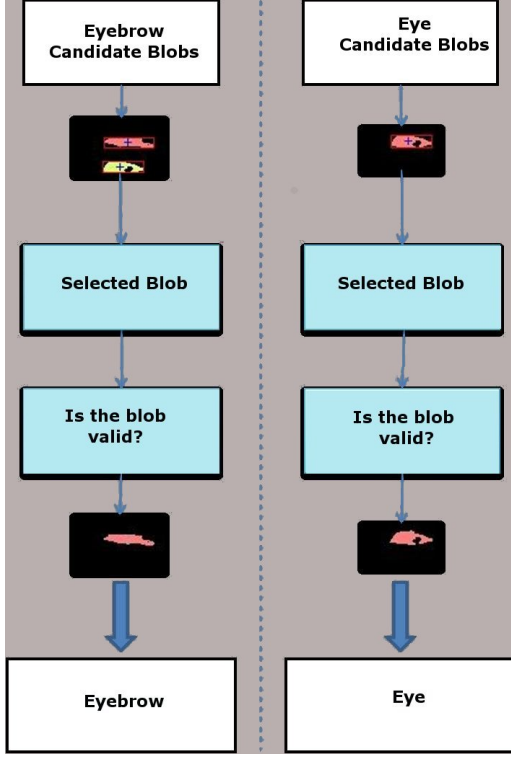 Eyebrow
Candidate Blobs
Selected Blob
Is the blob
valid?
Eyebrow
Eye
Candidate Blobs
Selected Blob
Is the blob
valid?
Eye